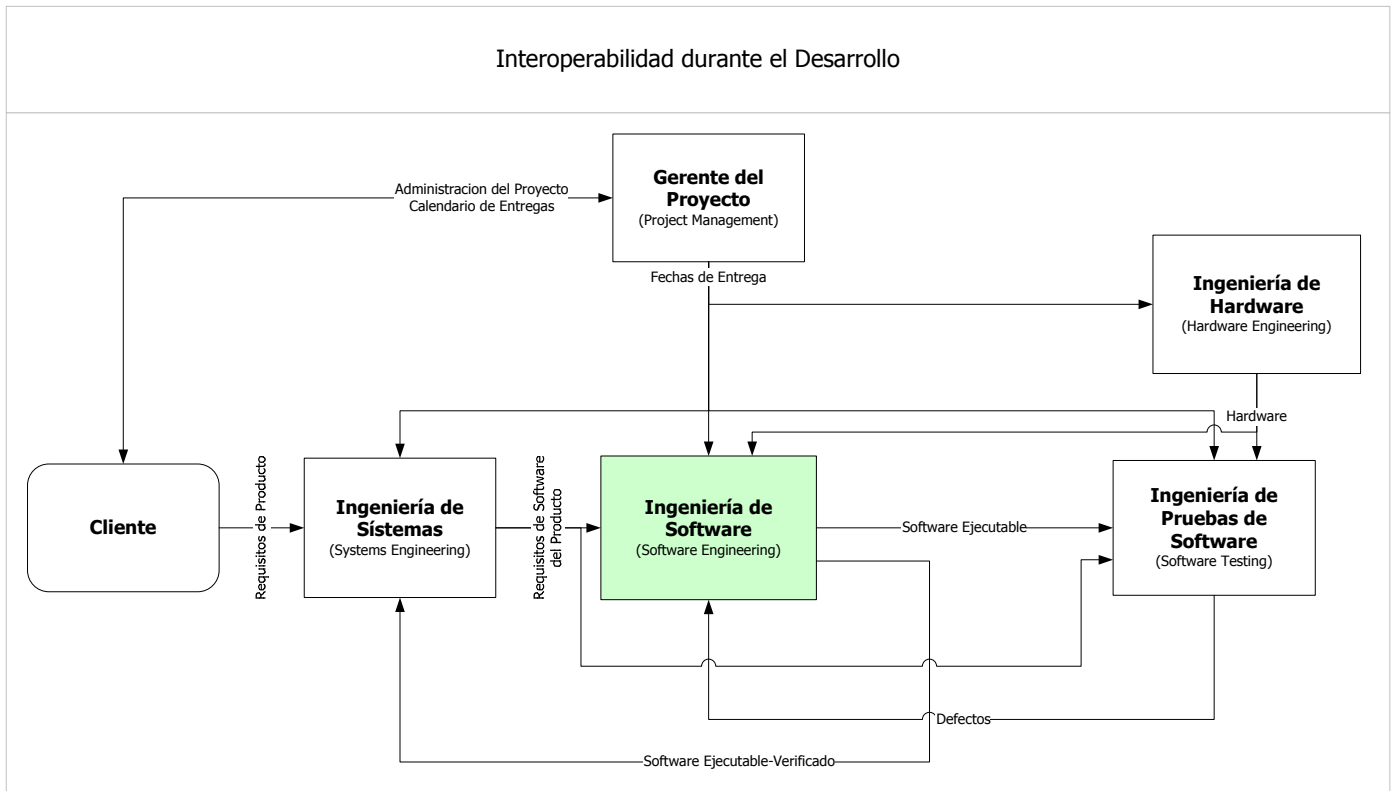 Interoperabilidad durante el Desarrollo
Gerente del
Proyecto
(Project Management)
Administracion del Proyecto
Calendario de Entregas
Fechas de Entrega
Ingeniería de
Hardware
(Hardware Engineering)
Hardware
Cliente
Requisitos de Producto
Ingeniería de
Sístemas
(Systems Engineering)
Requisitos de Software
del Producto
Ingeniería de
Software
(Software Engineering)
Software Ejecutable
Ingeniería de
Pruebas de
Software
(Software Testing)
Defectos
Software Ejecutable-Verificado